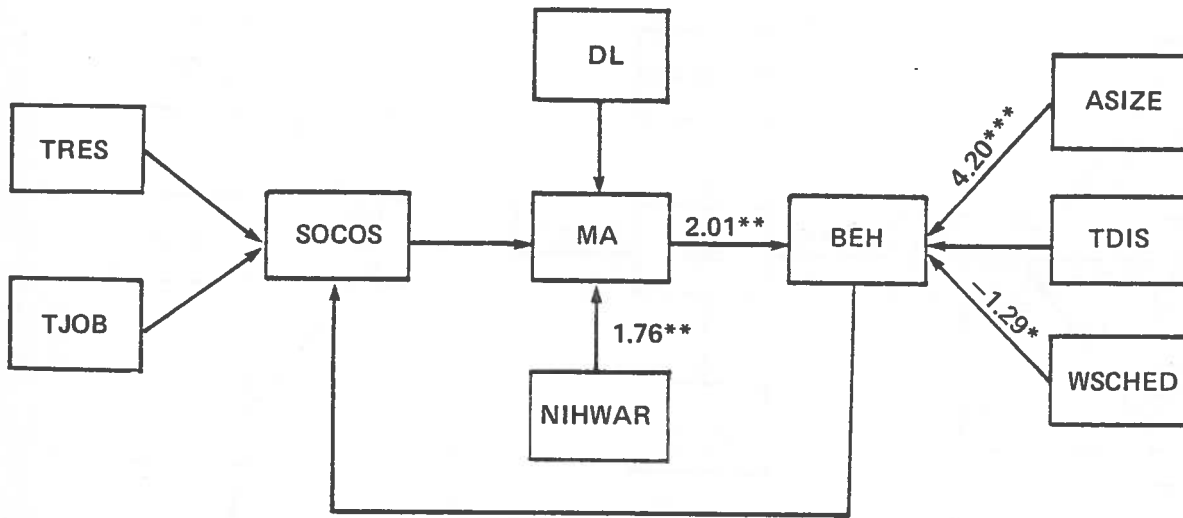 DL
ASIZE
TRES
4.20***
SOCOS
MA
2.01**
BEH
TDIS
TJOB
1.76**
−1.29*
NIHWAR
WSCHED